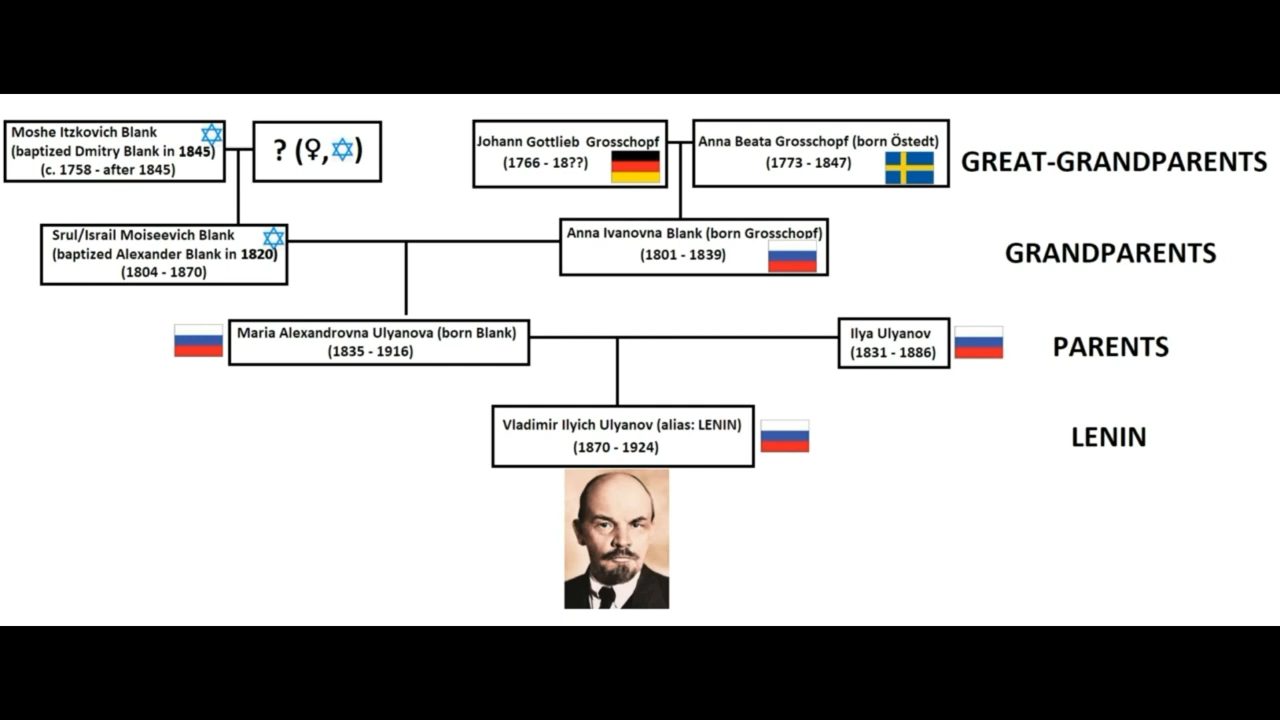 Moshe Itzkovich Blank
(baptized Dmitry Blank in 1845)
(c. 1758 - after 1845)
? (♀,✡)
Johann Gottlieb Grosschopf
(1766 - 18??)
Anna Beata Grosschopf (born Östedt)
(1773 - 1847)
GREAT-GRANDPARENTS
Srul/Israil Moiseevich Blank
(baptized Alexander Blank in 1820)
(1804 - 1870)
Anna Ivanovna Blank (born Grosschopf)
(1801 - 1839)
GRANDPARENTS
Maria Alexandrovna Ulyanova (born Blank)
(1835 - 1916)
Ilya Ulyanov
(1831 - 1886)
PARENTS
Vladimir Ilyich Ulyanov (alias: LENIN)
(1870 - 1924)
LENIN